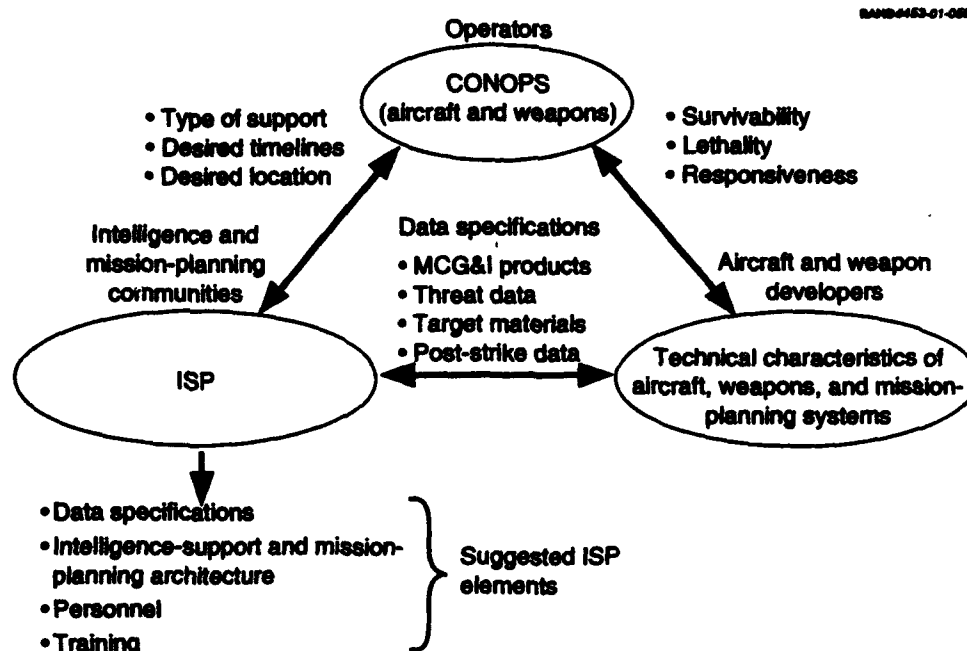 Operators
CONOPS
(aircraft and weapons)
• Type of support
• Desired timelines
• Desired location
• Survivability
• Lethality
• Responsiveness
Intelligence and
mission-planning
communities
Data specifications
• MCG&I products
• Threat data
• Target materials
• Post-strike data
Aircraft and weapon
developers
ISP
Technical characteristics of
aircraft, weapons, and mission-
planning systems
• Data specifications
• Intelligence-support and mission-
planning architecture
• Personnel
• Training
Suggested ISP
elements